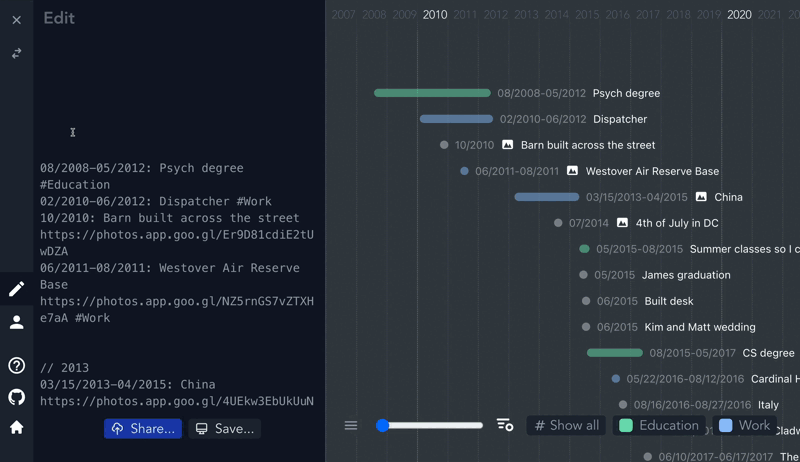 Edit
08/2008-05/2012: Psych degree
#Education
02/2010-06/2012: Dispatcher #Work
10/2010: Barn built across the street
https://photos.app.goo.gl/Er9D81cdiE2tU
wDZA
06/2011-08/2011: Westover Air Reserve
Base
https://photos.app.goo.gl/NZ5rnGS7vZTXH
e7aA #Work
// 2013
03/15/2013-04/2015: China
https://photos.app.goo.gl/4UEkw3EbUkUuN
Share...
Save...
2007 2008 2009 2010 2011 2012 2013 2014 2015 2016 2017 2018 2019 2020 2021 20
08/2008-05/2012 Psych degree
02/2010-06/2012 Dispatcher
10/2010 Barn built across the street
06/2011-08/2011 Westover Air Reserve Base
03/15/2013-04/2015 China
07/2014 4th of July in DC
05/2015-08/2015 Summer classes so I c
05/2015 James graduation
06/2015 Built desk
06/2015 Kim and Matt wedding
08/2015-05/2017 CS degree
05/22/2016-08/12/2016 Cardinal H
08/16/2016-08/27/2016 Italy
# Show all
Education
Work
06/10/2017-06/17/2017 The